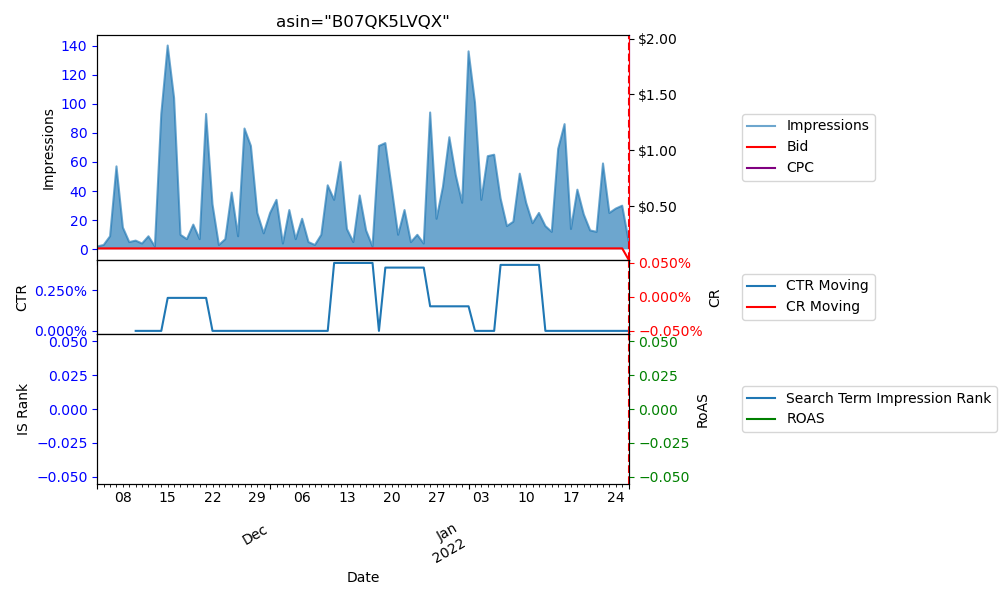 asin="B07QK5LVQX"
Impressions
140
120
100
80
60
40
20
0
$2.00
$1.50
$1.00
$0.50
Impressions
Bid
CPC
CTR
0.250%
0.000%
0.050%
0.000%
−0.050%
CR
CTR Moving
CR Moving
IS Rank
0.050
0.025
0.000
−0.025
−0.050
0.050
0.025
0.000
−0.025
−0.050
RoAS
Search Term Impression Rank
ROAS
08 15 22 29 06 13 20 27 03 10 17 24
Dec
Jan
2022
Date